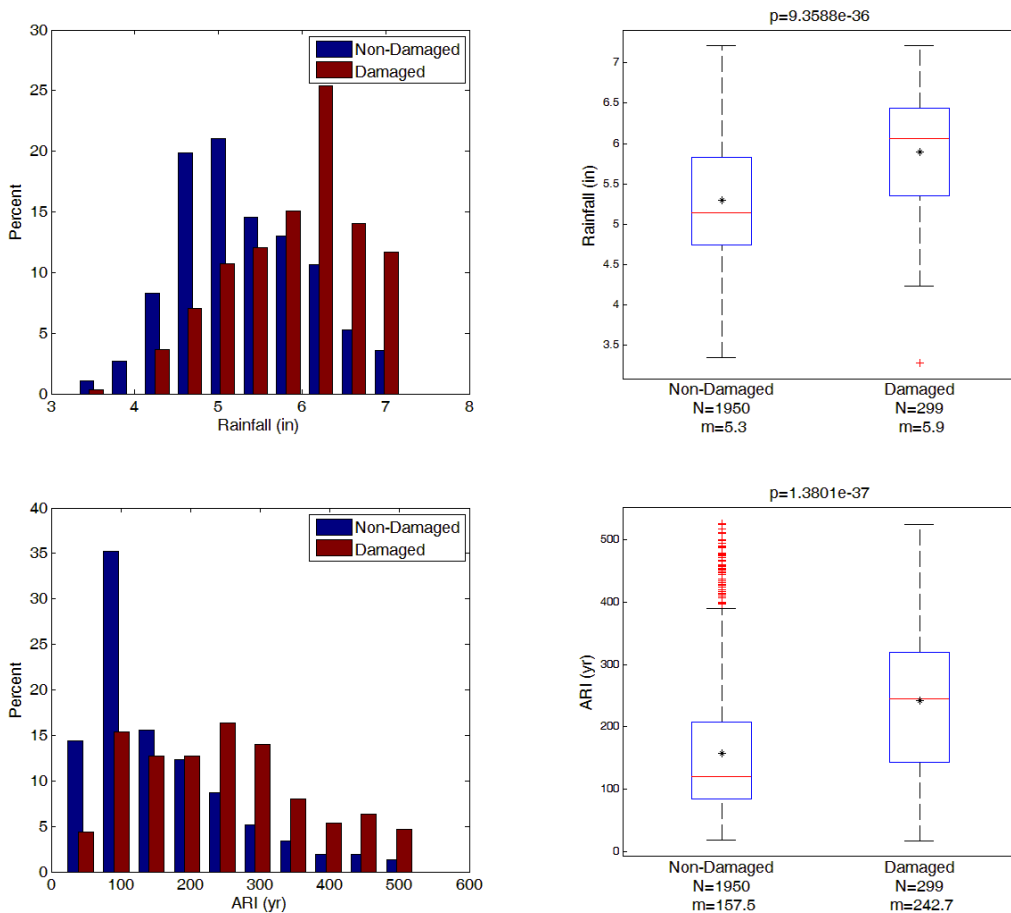 30
25
20
15
10
5
0
Percent
Non-Damaged
Damaged
3 4 5 6 7 8
Rainfall (in)
p=9.3588e-36
7
6.5
6
5.5
5
4.5
4
3.5
Rainfall (in)
Non-Damaged Damaged
N=1950 N=299
m=5.3 m=5.9
40
35
30
25
20
15
10
5
0
Percent
Non-Damaged
Damaged
0 100 200 300 400 500 600
ARI (yr)
p=1.3801e-37
500
400
300
200
100
0
ARI (yr)
Non-Damaged Damaged
N=1950 N=299
m=157.5 m=242.7